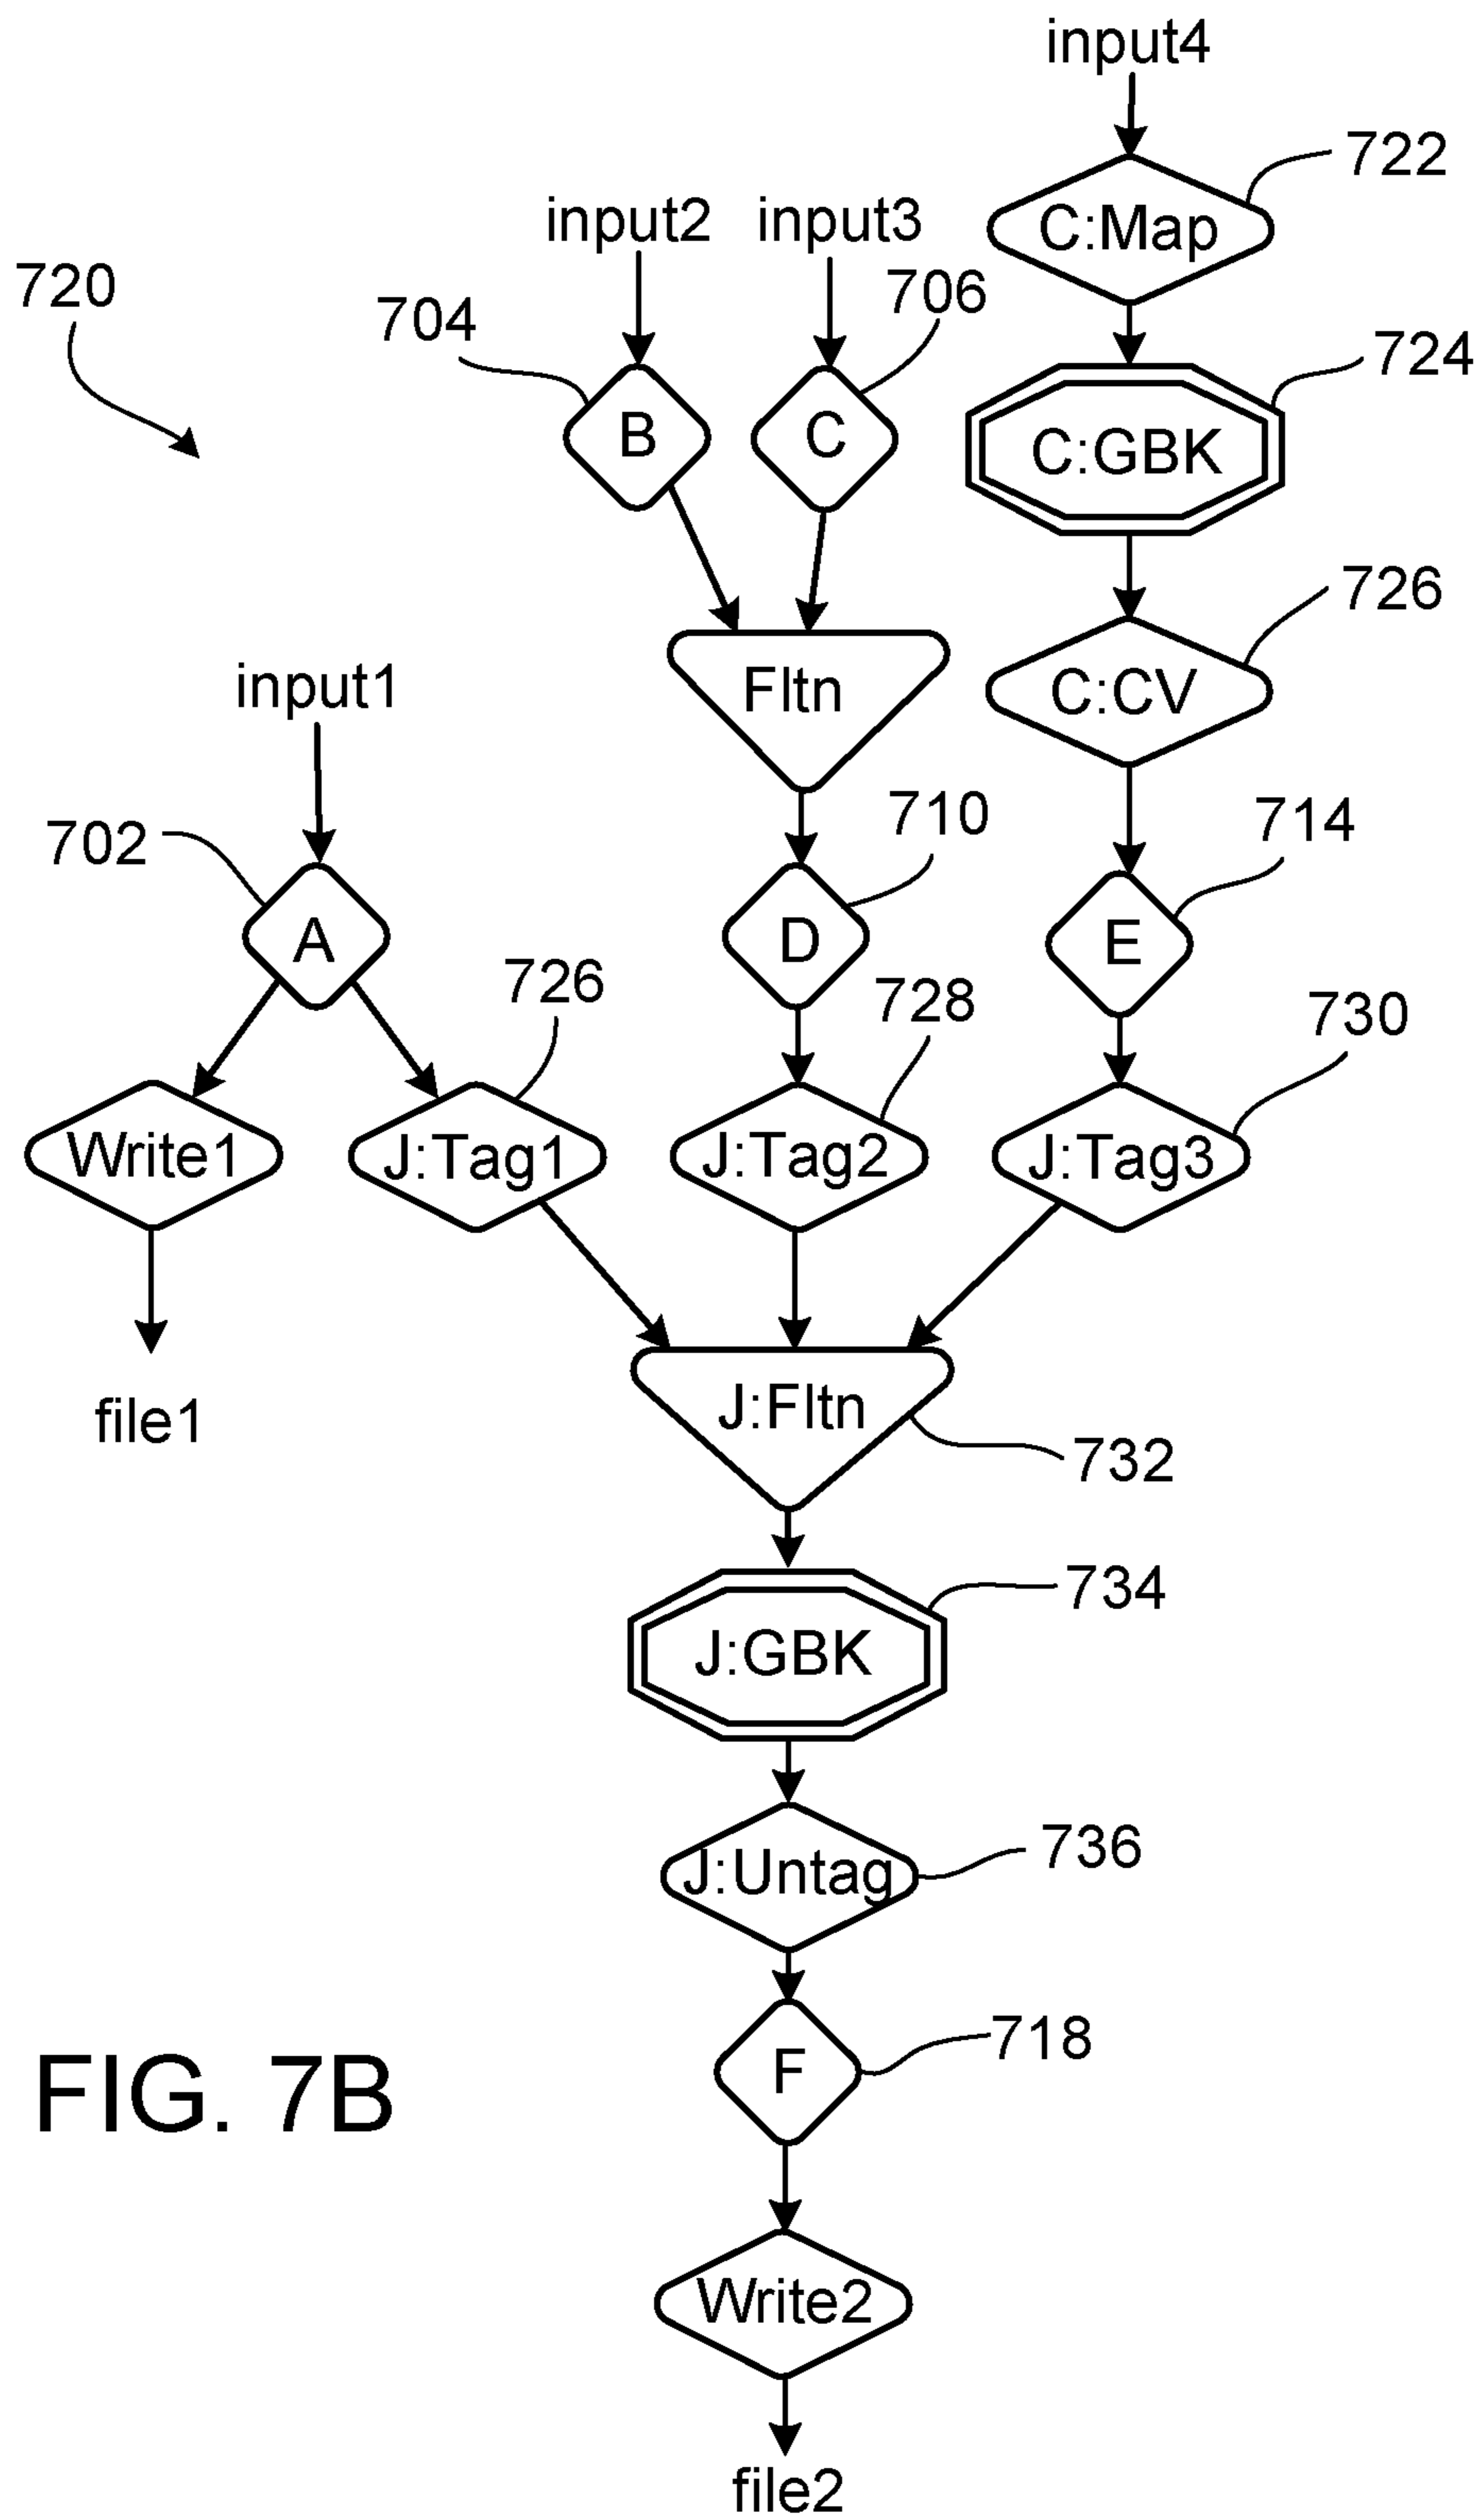 input4
722
C:Map
input2
input3
720
704
706
724
B
C
C:GBK
726
input1
Fltn
C:CV
702
710
714
A
D
E
726
728
730
Write1
J:Tag1
J:Tag2
J:Tag3
file1
J:Fltn
732
734
J:GBK
J:Untag
736
F
718
FIG. 7B
Write2
file2